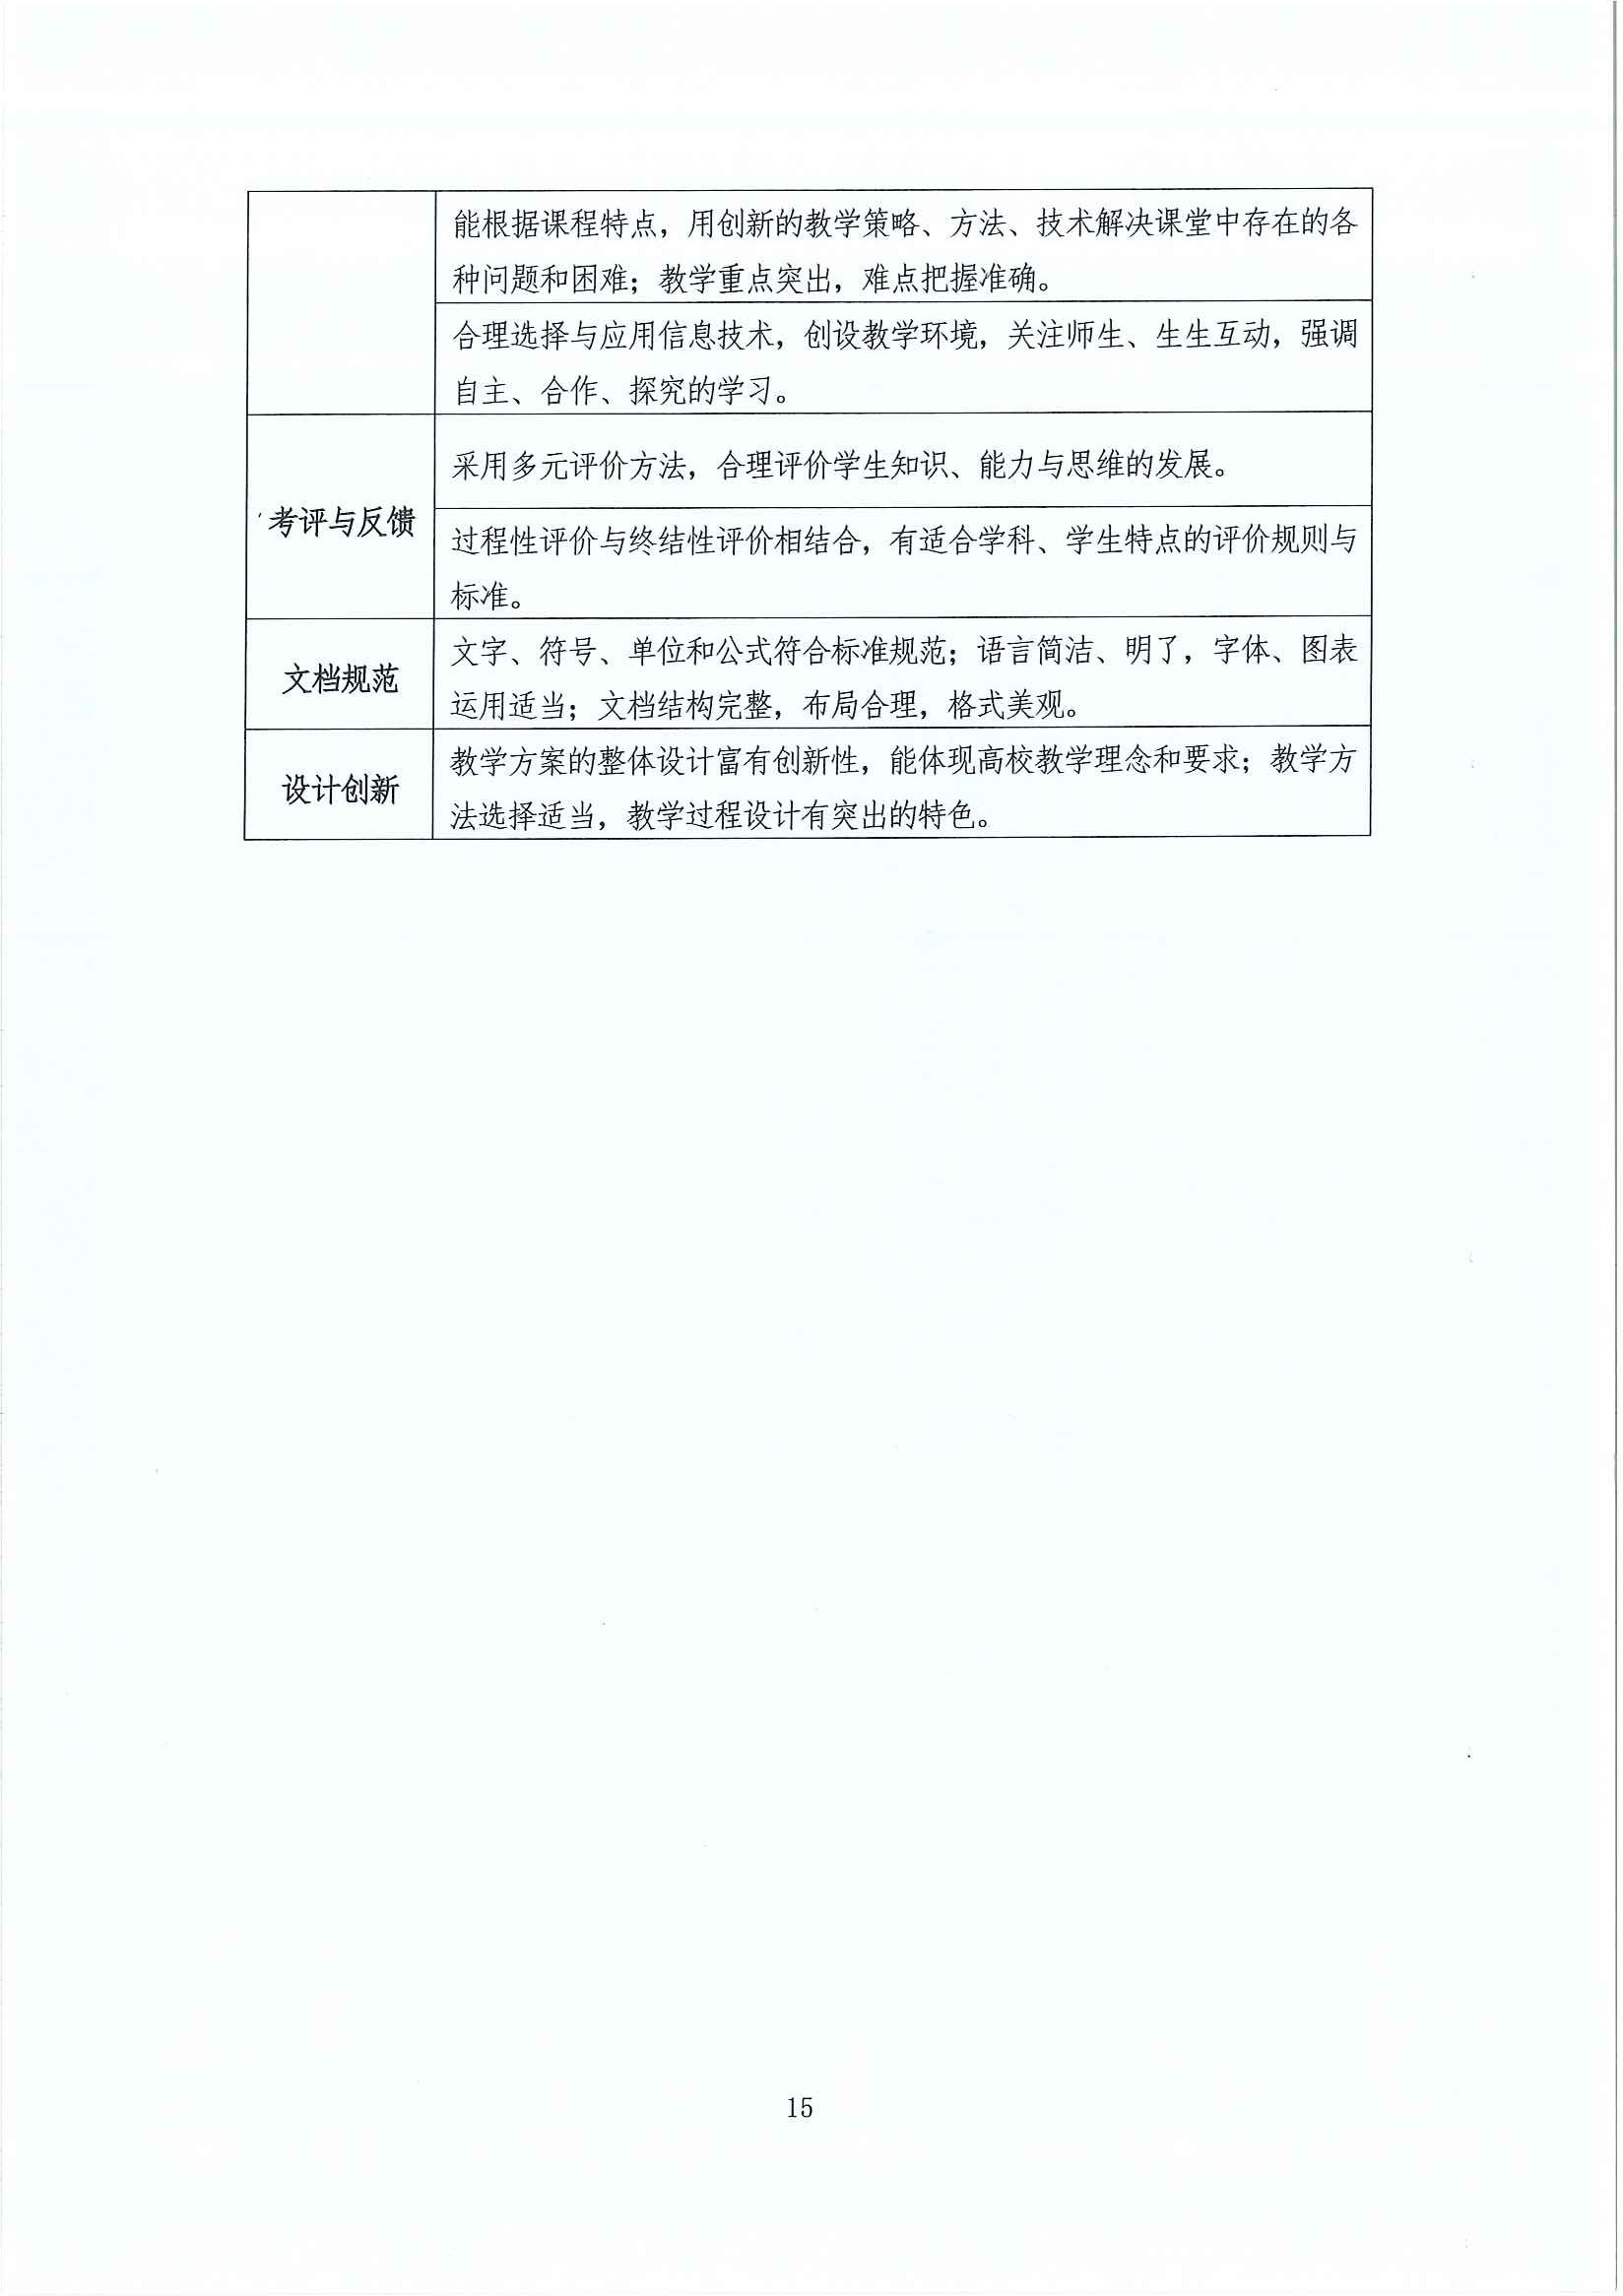 能根据课程特点，用创新的教学策略、方法、技术解决课堂中存在的各
种问题和困难；教学重点突出，难点把握准确。
合理选择与应用信息技术，创设教学环境，关注师生、生生互动，强调
自主、合作、探究的学习。
考评与反馈
采用多元评价方法，合理评价学生知识、能力与思维的发展。
过程性评价与终结性评价相结合，有适合学科、学生特点的评价规则与
标准。
文档规范
文字、符号、单位和公式符合标准规范；语言简洁、明了，字体、图表
运用适当；文档结构完整，布局合理，格式美观。
设计创新
教学方案的整体设计富有创新性，能体现高校教学理念和要求；教学方
法选择适当，教学过程设计有突出的特色。
15